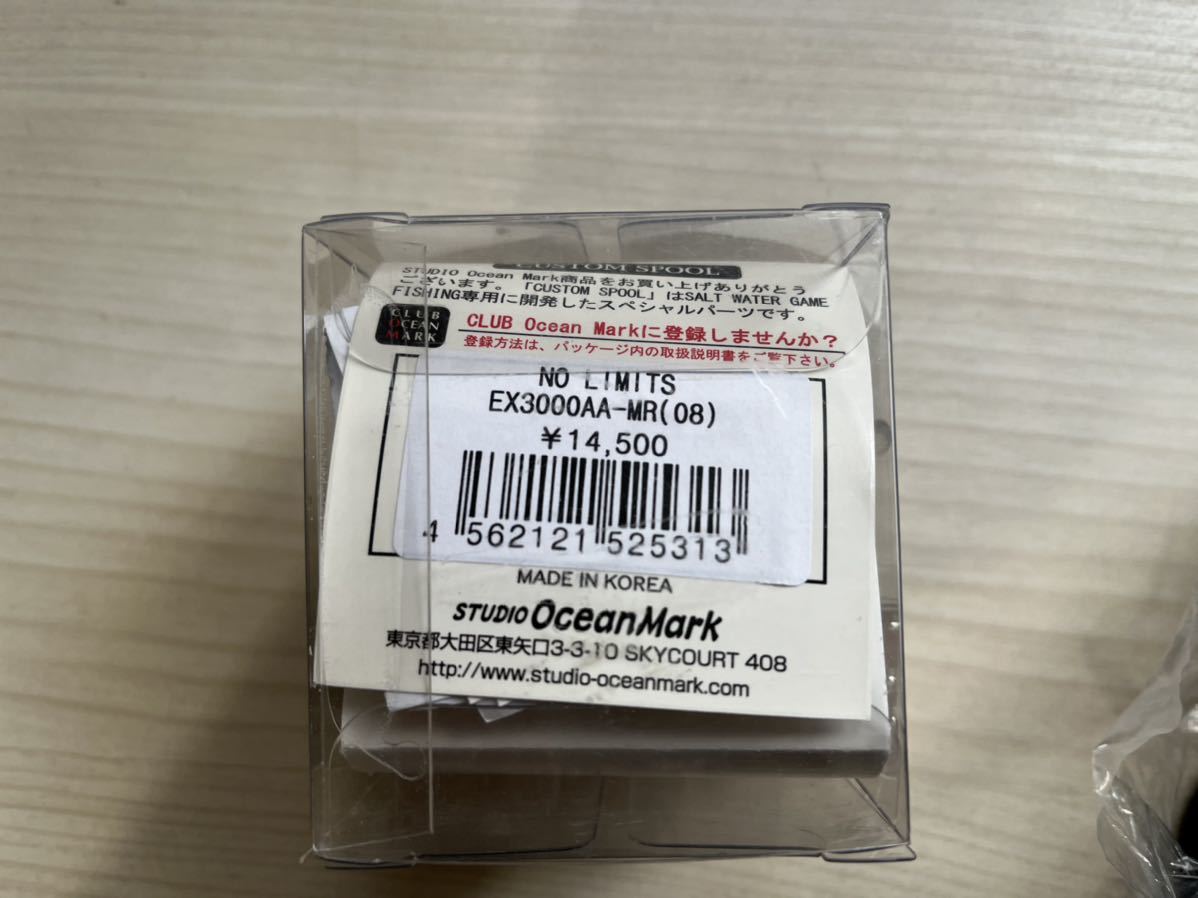 CUSTOM SPOOL
STUDIO Ocean Mark商品をお買い上げありがとう
ございます。「CUSTOM SPOOL」はSALT WATER GAME
FISHING専用に開発したスペシャルパーツです。
CLUB
OCEAN
MARK
CLUB Ocean Markに登録しませんか?
登録方法は、パッケージ内の取扱説明書をご覧下さい。
NO LIMITS
EX3000AA-MR(08)
¥14,500
4 562121 525313
MADE IN KOREA
STUDIO OceanMark
東京都大田区東矢口3-3-10 SKYCOURT 408
http://www.studio-oceanmark.com